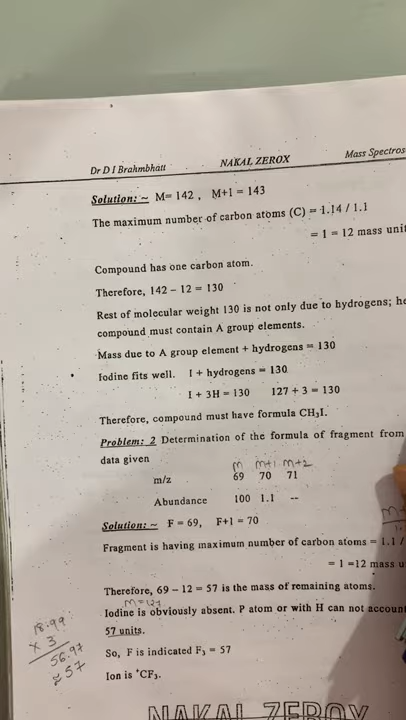 Dr D I Brahmbhatt NAKAL ZEROX Mass Spectros
Solution: ~ M= 142 , M+1 = 143
The maximum number of carbon atoms (C) = 1.14 / 1.1
= 1 = 12 mass unit
Compound has one carbon atom.
Therefore, 142 – 12 = 130
Rest of molecular weight 130 is not only due to hydrogens; he
compound must contain A group elements.
Mass due to A group element + hydrogens = 130
Iodine fits well. I + hydrogens = 130
I + 3H = 130 127 + 3 = 130
Therefore, compound must have formula CH₃I.
Problem: 2 Determination of the formula of fragment from
data given
M M+1 M+2
m/z 69 70 71
Abundance 100 1.1 --
Solution: ~ F = 69, F+1 = 70
Fragment is having maximum number of carbon atoms = 1.1 /
= 1 =12 mass u
Therefore, 69 – 12 = 57 is the mass of remaining atoms.
M=127
Iodine is obviously absent. P atom or with H can not account
57 units.
18.99
x 3
56.97
≈57
So, F is indicated F₃ = 57
Ion is ⁺CF₃.
NAKAL ZEROX